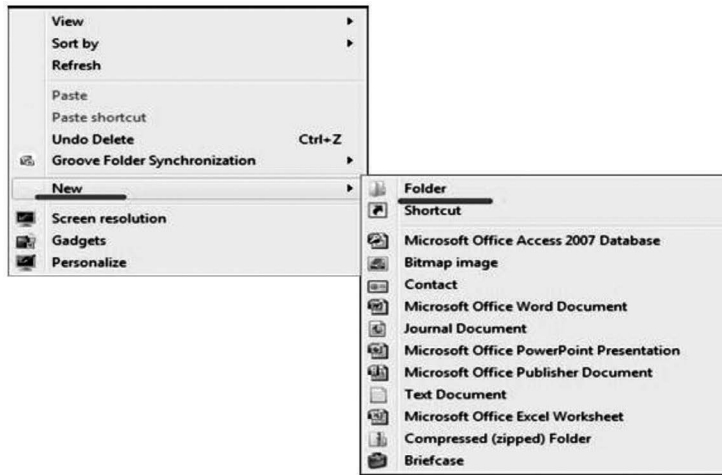 View
Sort by
Refresh
Paste
Paste shortcut
Undo Delete Ctrl+Z
Groove Folder Synchronization
New
Screen resolution
Gadgets
Personalize
Folder
Shortcut
Microsoft Office Access 2007 Database
Bitmap image
Contact
Microsoft Office Word Document
Journal Document
Microsoft Office PowerPoint Presentation
Microsoft Office Publisher Document
Text Document
Microsoft Office Excel Worksheet
Compressed (zipped) Folder
Briefcase